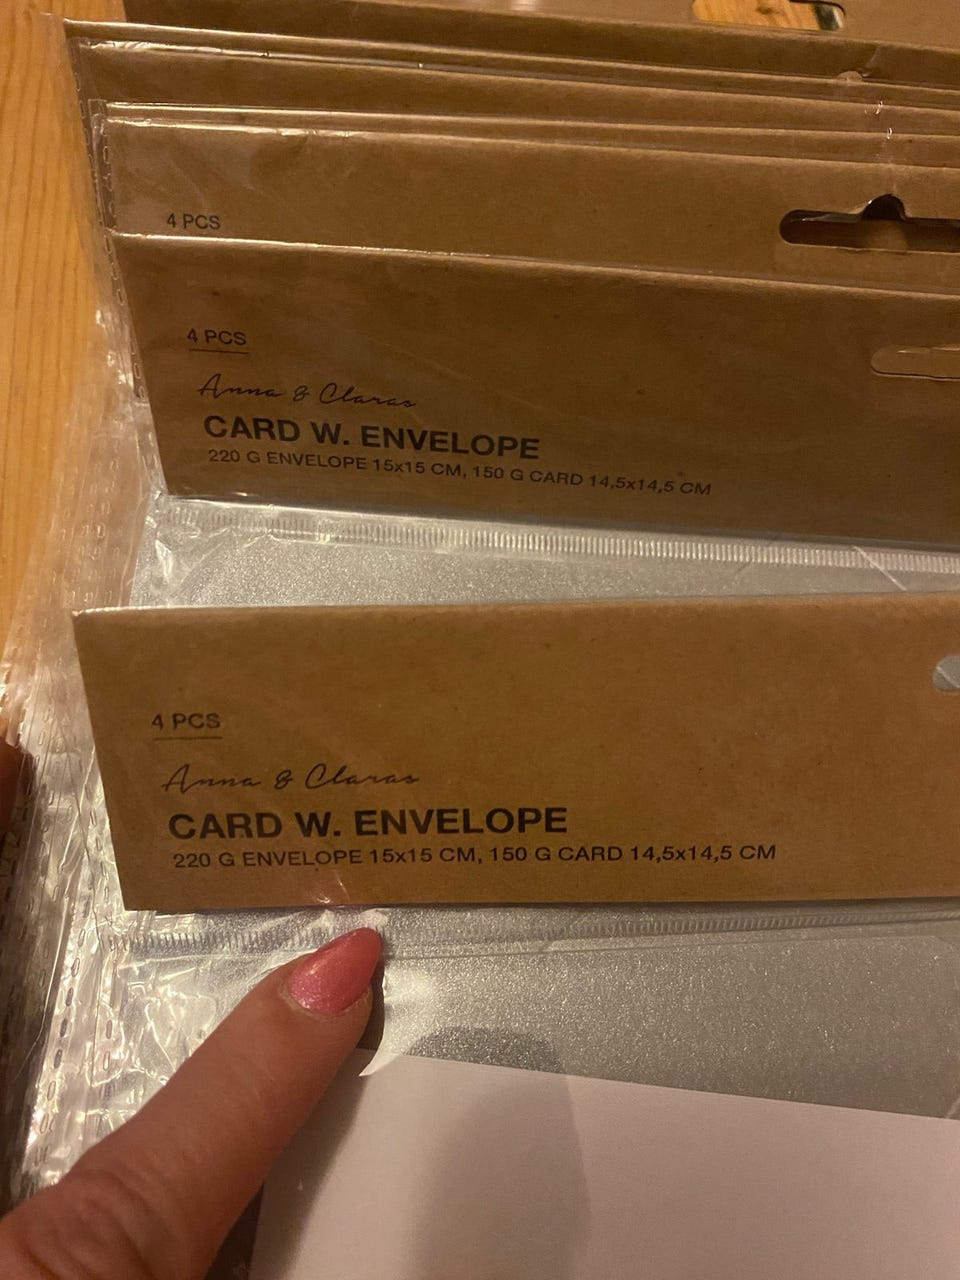 4 PCS
4 PCS
Anna & Claras
CARD W. ENVELOPE
220 G ENVELOPE 15x15 CM, 150 G CARD 14,5x14,5 CM
4 PCS
Anna & Claras
CARD W. ENVELOPE
220 G ENVELOPE 15x15 CM, 150 G CARD 14,5x14,5 CM